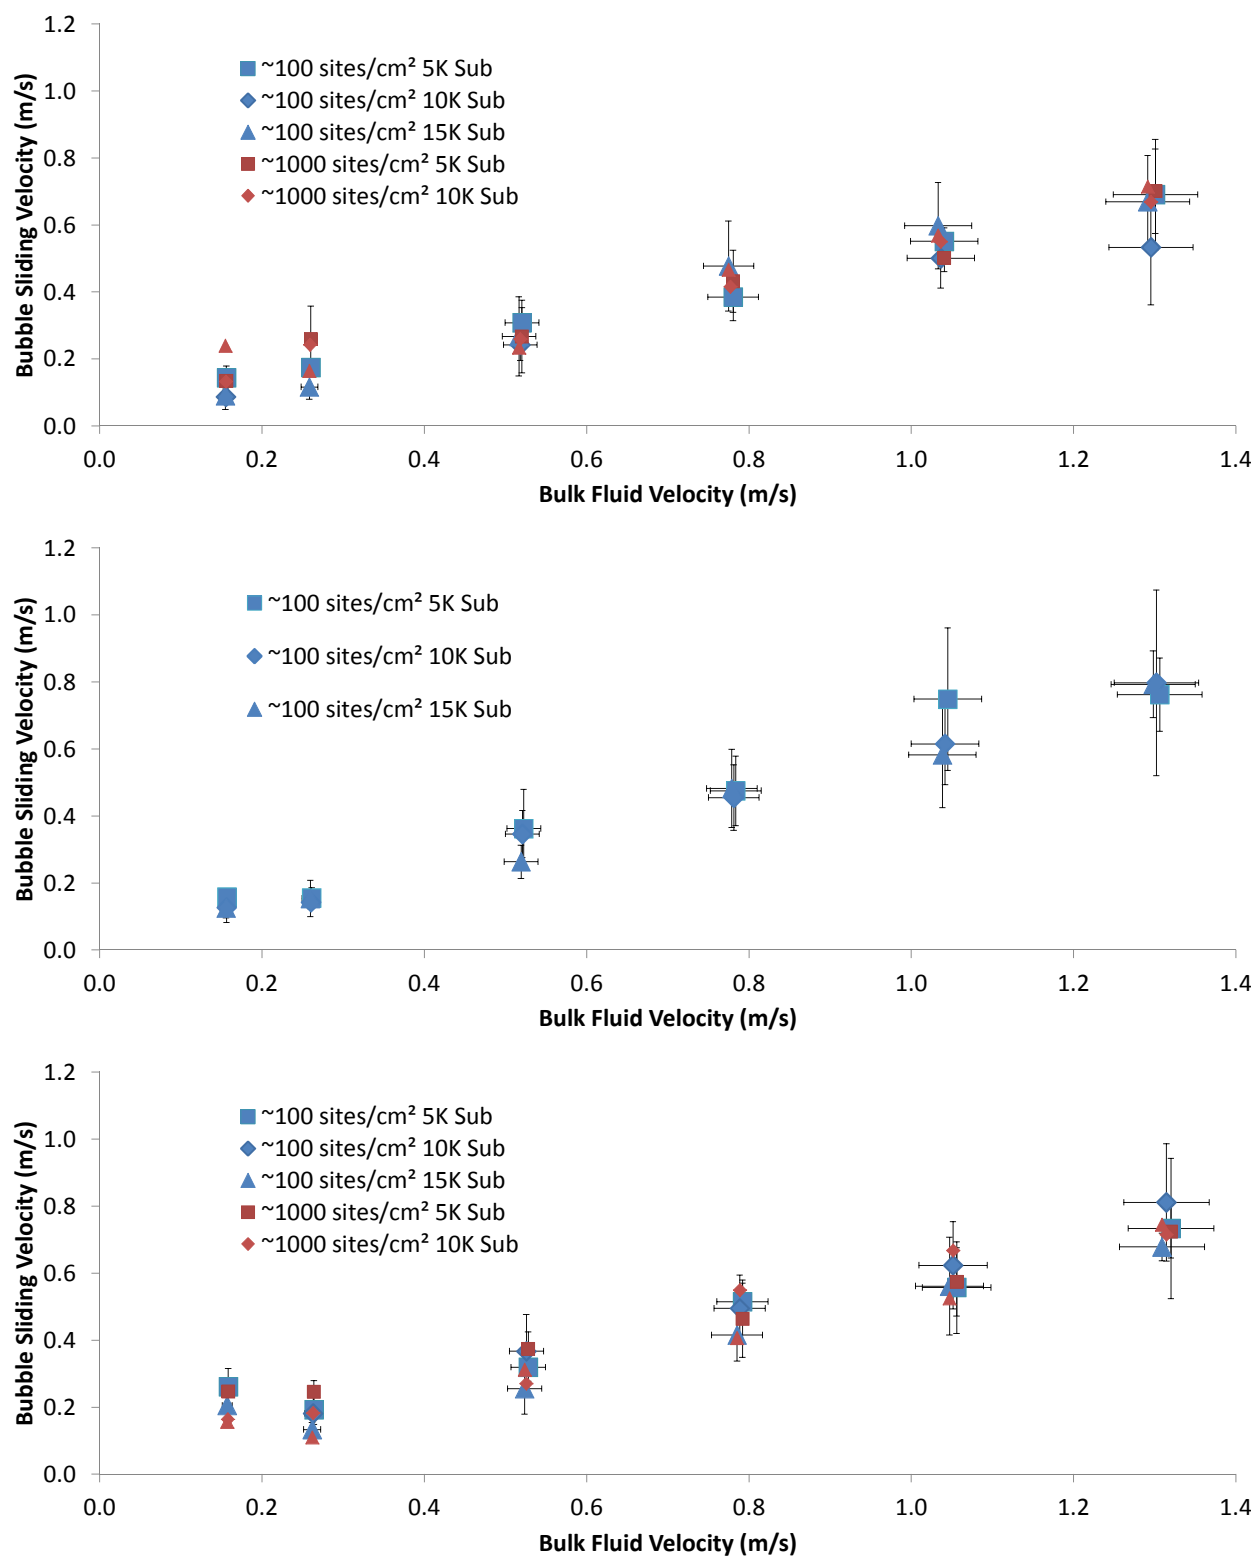 1.2
1.0
0.8
0.6
0.4
0.2
0.0
Bubble Sliding Velocity (m/s)
~100 sites/cm² 5K Sub
~100 sites/cm² 10K Sub
~100 sites/cm² 15K Sub
~1000 sites/cm² 5K Sub
~1000 sites/cm² 10K Sub
0.0 0.2 0.4 0.6 0.8 1.0 1.2 1.4
Bulk Fluid Velocity (m/s)
1.2
1.0
0.8
0.6
0.4
0.2
0.0
Bubble Sliding Velocity (m/s)
~100 sites/cm² 5K Sub
~100 sites/cm² 10K Sub
~100 sites/cm² 15K Sub
0.0 0.2 0.4 0.6 0.8 1.0 1.2 1.4
Bulk Fluid Velocity (m/s)
1.2
1.0
0.8
0.6
0.4
0.2
0.0
Bubble Sliding Velocity (m/s)
~100 sites/cm² 5K Sub
~100 sites/cm² 10K Sub
~100 sites/cm² 15K Sub
~1000 sites/cm² 5K Sub
~1000 sites/cm² 10K Sub
0.0 0.2 0.4 0.6 0.8 1.0 1.2 1.4
Bulk Fluid Velocity (m/s)